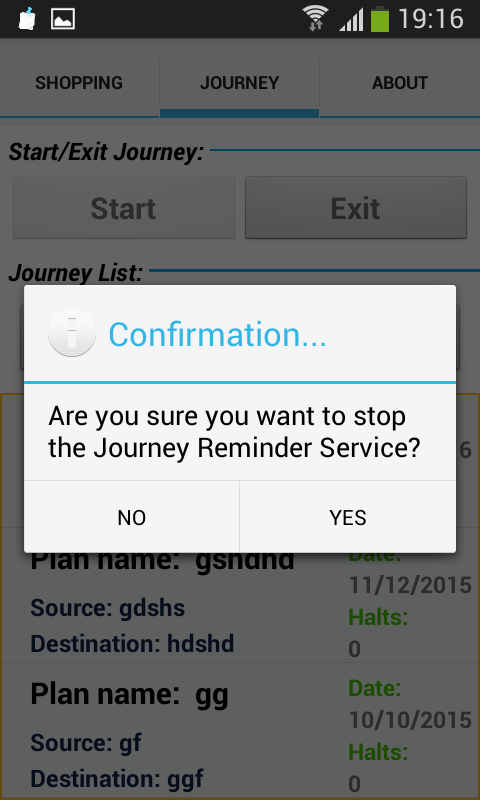 19:16
SHOPPING
JOURNEY
ABOUT
Start/Exit Journey:
Start
Exit
Journey List:
Confirmation...
Are you sure you want to stop
the Journey Reminder Service?
6
NO
YES
Plan name: gshdhd
Date:
11/12/2015
Source: gdshs
Halts:
Destination: hdshd
0
Plan name: gg
Date:
10/10/2015
Source: gf
Halts:
Destination: ggf
0